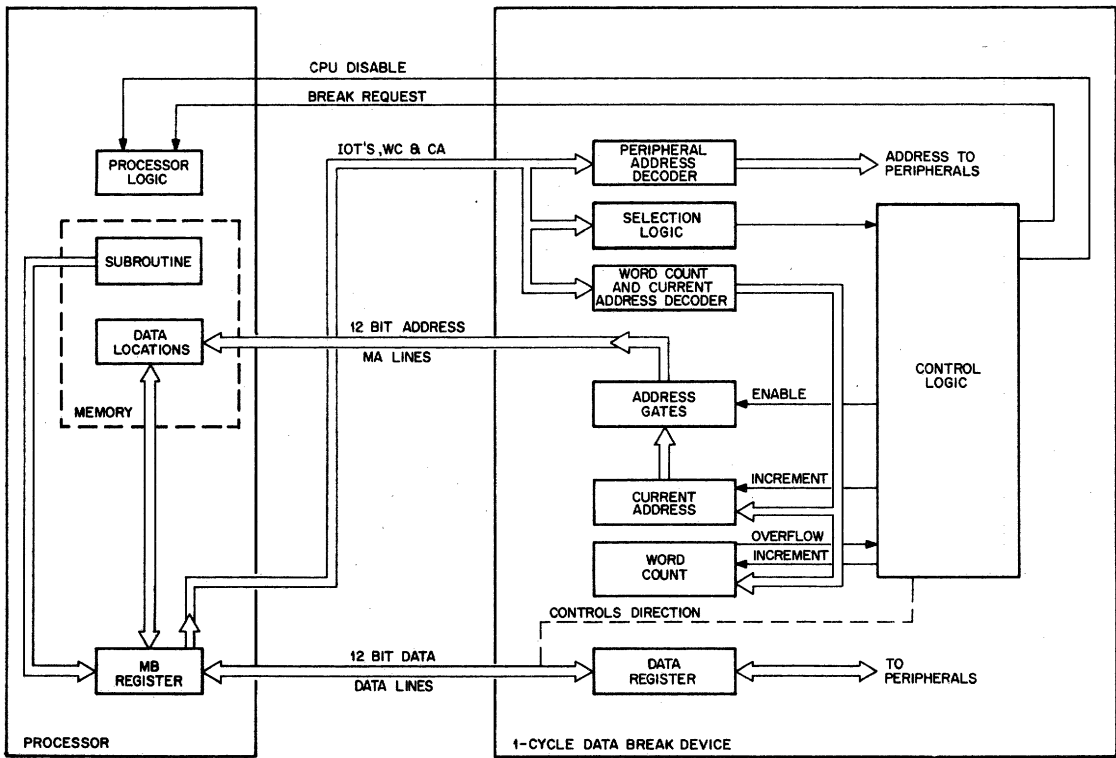 CPU DISABLE
BREAK REQUEST
IOT'S, WC & CA
PROCESSOR
LOGIC
PERIPHERAL
ADDRESS
DECODER
ADDRESS TO
PERIPHERALS
SELECTION
LOGIC
SUBROUTINE
WORD COUNT
AND CURRENT
ADDRESS DECODER
12 BIT ADDRESS
MA LINES
DATA
LOCATIONS
MEMORY
CONTROL
LOGIC
ADDRESS
GATES
ENABLE
CURRENT
ADDRESS
INCREMENT
OVERFLOW
WORD
COUNT
INCREMENT
CONTROLS DIRECTION
MB
REGISTER
12 BIT DATA
DATA LINES
DATA
REGISTER
TO
PERIPHERALS
PROCESSOR
1-CYCLE DATA BREAK DEVICE